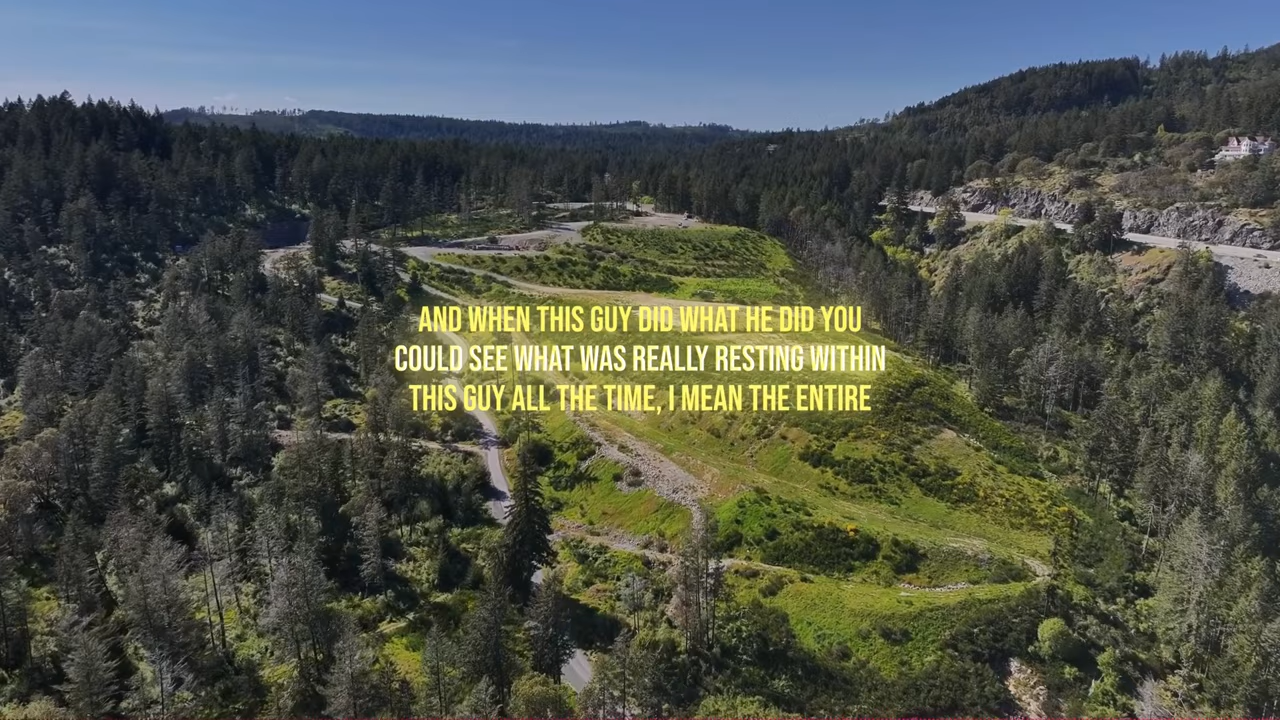 AND WHEN THIS GUY DID WHAT HE DID YOU
COULD SEE WHAT WAS REALLY RESTING WITHIN
THIS GUY ALL THE TIME, I MEAN THE ENTIRE